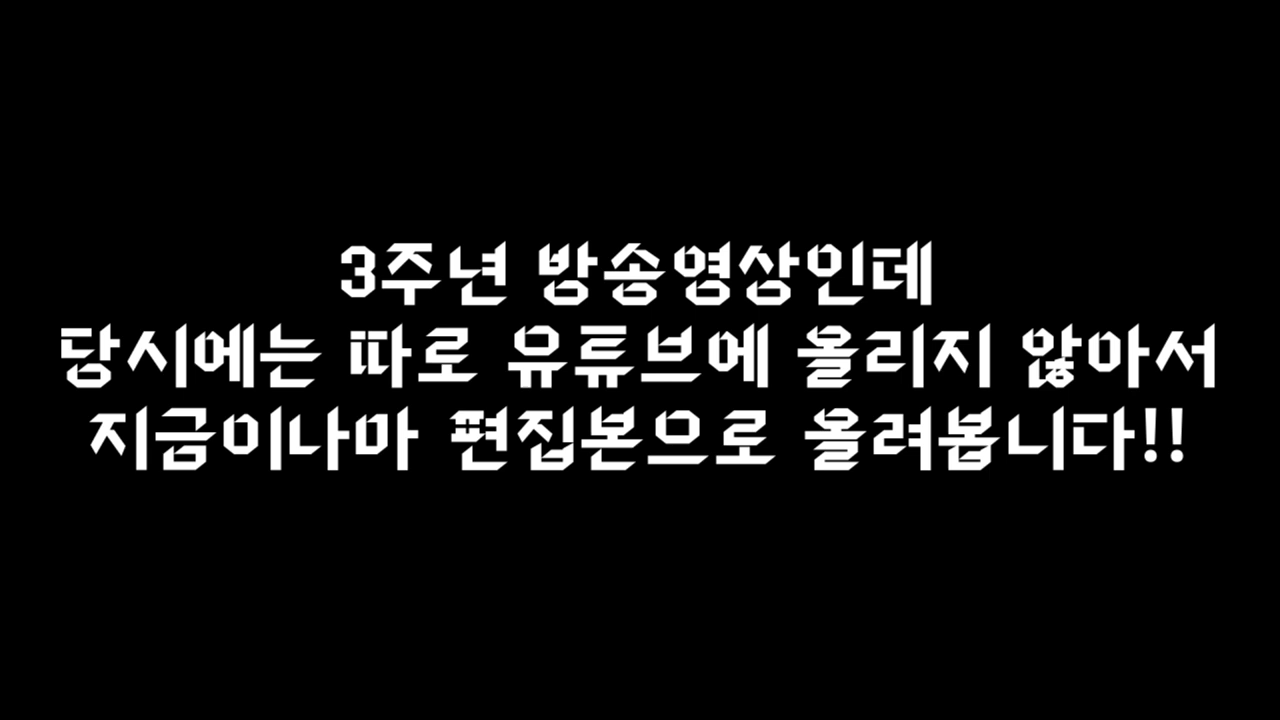 3주년 방송영상인데
당시에는 따로 유튜브에 올리지 않아서
지금이나마 편집본으로 올려봅니다!!